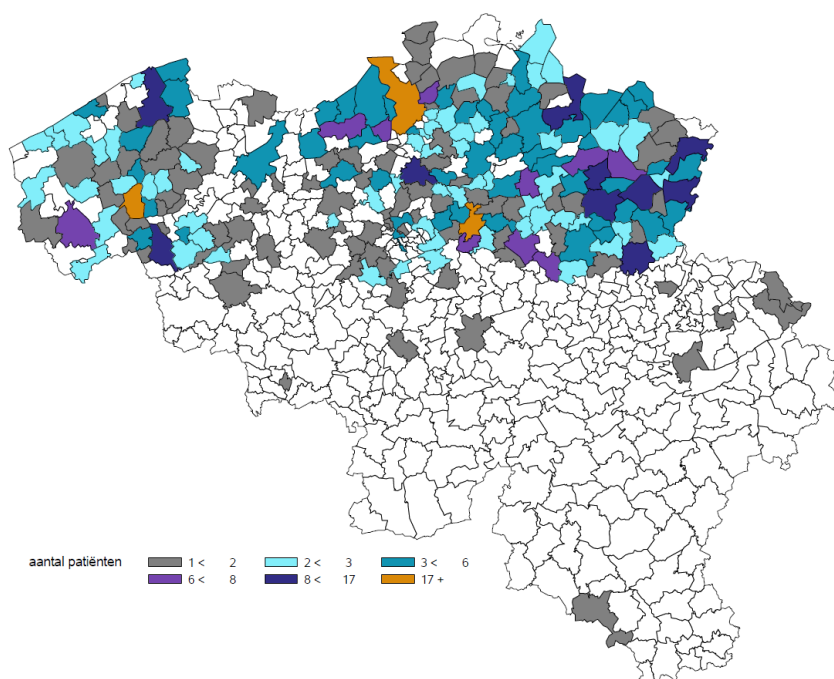 aantal patiënten 1 < 2 2 < 3 3 < 6
6 < 8 8 < 17 17 +